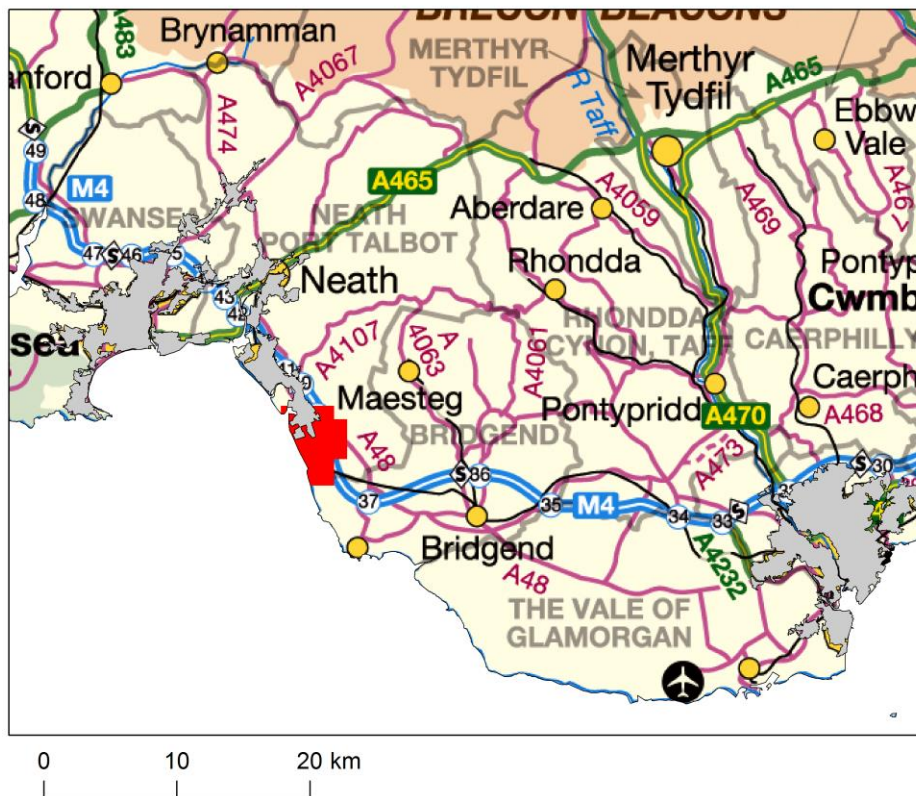 BRECON BEACONS
A483
Brynamman
A4067
MERTHYR
TYDFIL
Merthyr
Tydfil
A465
anford
R Taff
Ebbw
Vale
A474
S
49
M4
48
A465
A4059
A469
A467
SWANSEA
NEATH
PORT TALBOT
Aberdare
47
S
46
Neath
Rhondda
Pontyp
Cwmb
43
42
sea
A4107
A
4063
A4061
RHONDDA
CYNON, TAFF
CAERPHILLY
Maesteg
Caerph
BRIDGEND
Pontypridd
A470
A468
A48
A473
S
36
S
30
37
35
M4
34
33
S
Bridgend
A4232
A48
THE VALE OF
GLAMORGAN
0
10
20 km